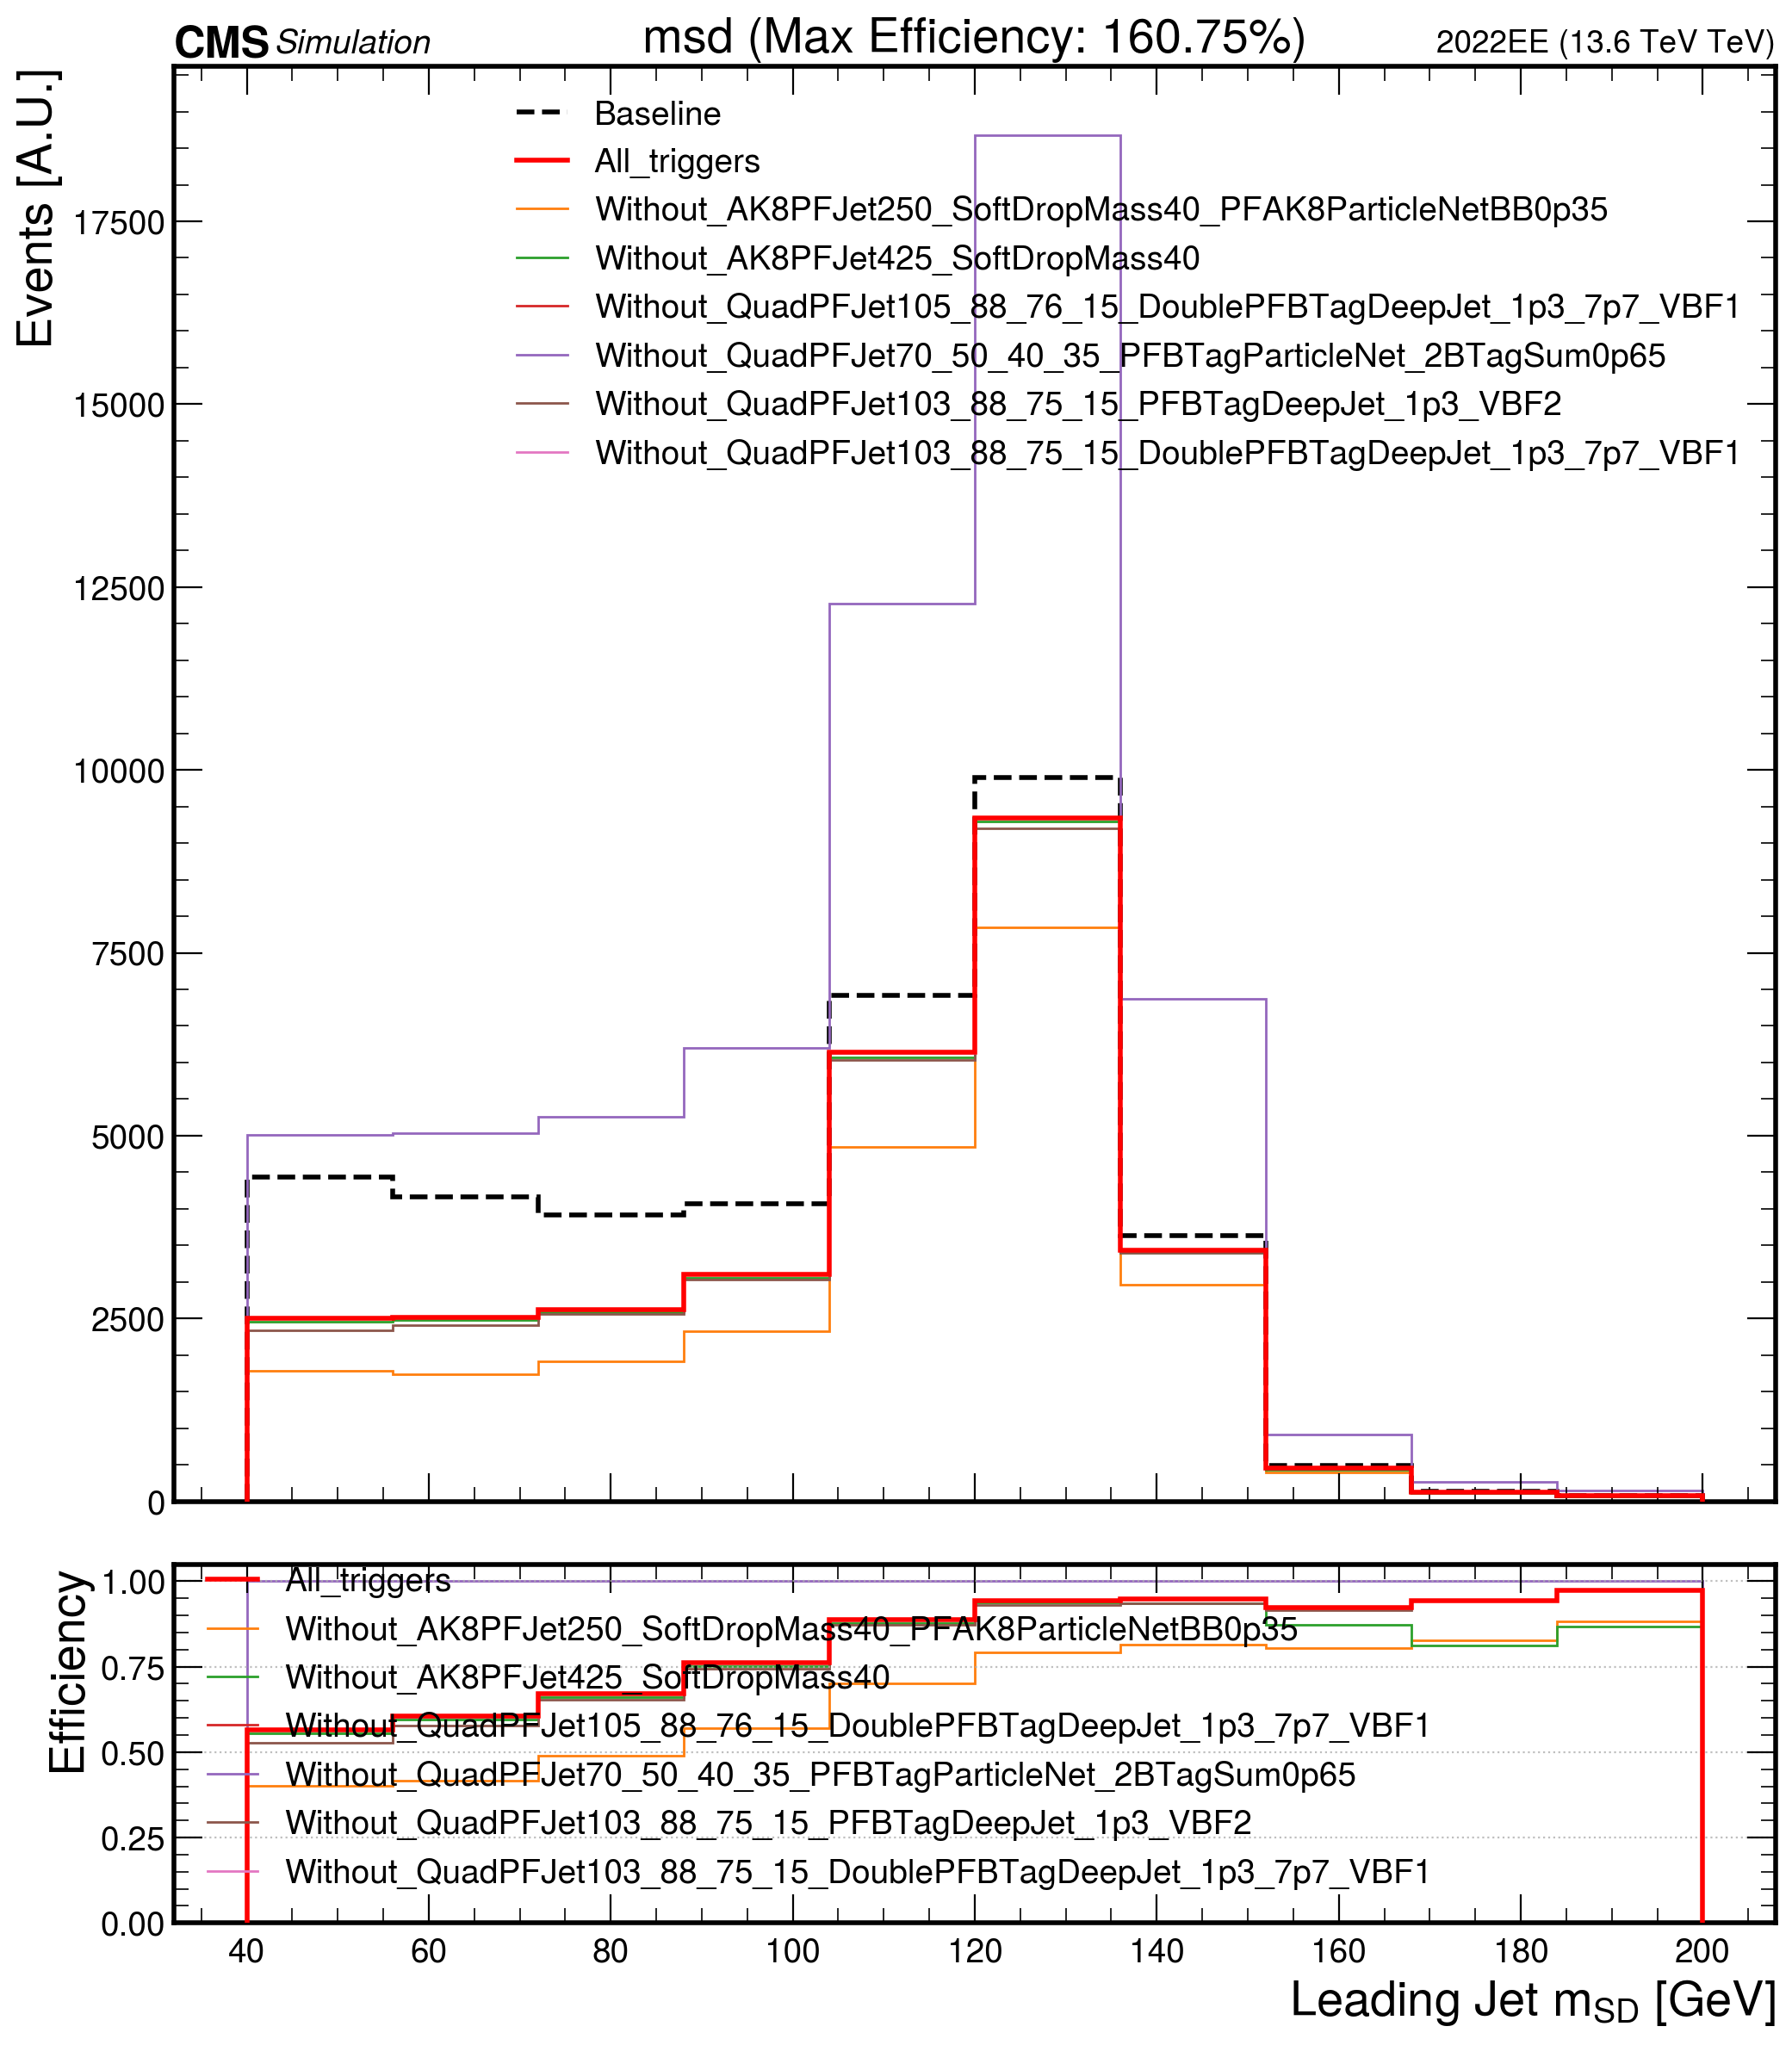 CMS Simulation
msd (Max Efficiency: 160.75%)
2022EE (13.6 TeV TeV)
Events [A.U.]
Baseline
All_triggers
Without_AK8PFJet250_SoftDropMass40_PFAK8ParticleNetBB0p35
Without_AK8PFJet425_SoftDropMass40
Without_QuadPFJet105_88_76_15_DoublePFBTagDeepJet_1p3_7p7_VBF1
Without_QuadPFJet70_50_40_35_PFBTagParticleNet_2BTagSum0p65
Without_QuadPFJet103_88_75_15_PFBTagDeepJet_1p3_VBF2
Without_QuadPFJet103_88_75_15_DoublePFBTagDeepJet_1p3_7p7_VBF1
17500
15000
12500
10000
7500
5000
2500
0
Efficiency
1.00
0.75
0.50
0.25
0.00
All_triggers
Without_AK8PFJet250_SoftDropMass40_PFAK8ParticleNetBB0p35
Without_AK8PFJet425_SoftDropMass40
Without_QuadPFJet105_88_76_15_DoublePFBTagDeepJet_1p3_7p7_VBF1
Without_QuadPFJet70_50_40_35_PFBTagParticleNet_2BTagSum0p65
Without_QuadPFJet103_88_75_15_PFBTagDeepJet_1p3_VBF2
Without_QuadPFJet103_88_75_15_DoublePFBTagDeepJet_1p3_7p7_VBF1
40 60 80 100 120 140 160 180 200
Leading Jet m_SD [GeV]